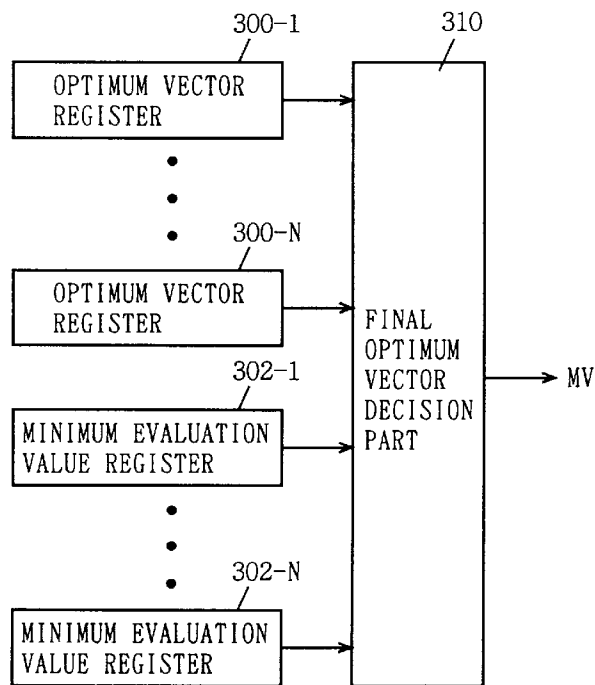 300-1
310
OPTIMUM VECTOR
REGISTER
300-N
OPTIMUM VECTOR
REGISTER
302-1
MINIMUM EVALUATION
VALUE REGISTER
302-N
MINIMUM EVALUATION
VALUE REGISTER
FINAL
OPTIMUM
VECTOR
DECISION
PART
MV